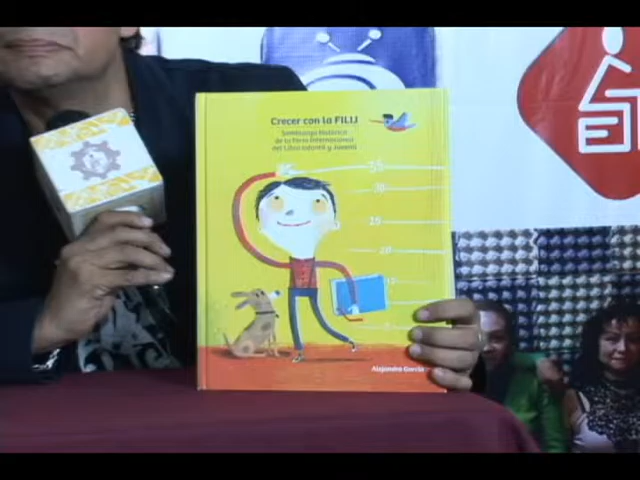 Crecer con la FILIJ
Semblanza histórica
de la Feria Internacional
del Libro Infantil y Juvenil
35
30
25
20
Alejandra García